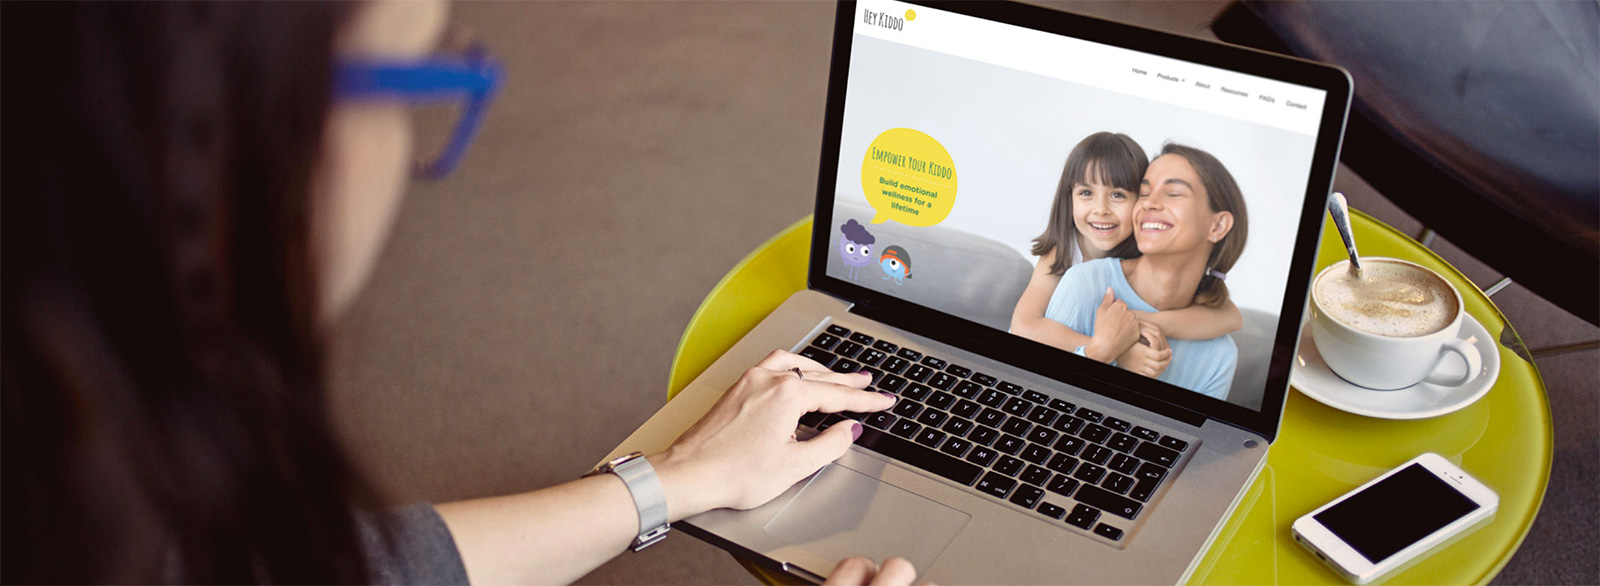 HEY KIDDO
Home Products About Resources FAQ's Contact
EMPOWER YOUR KIDDO
Build emotional
wellness for a
lifetime